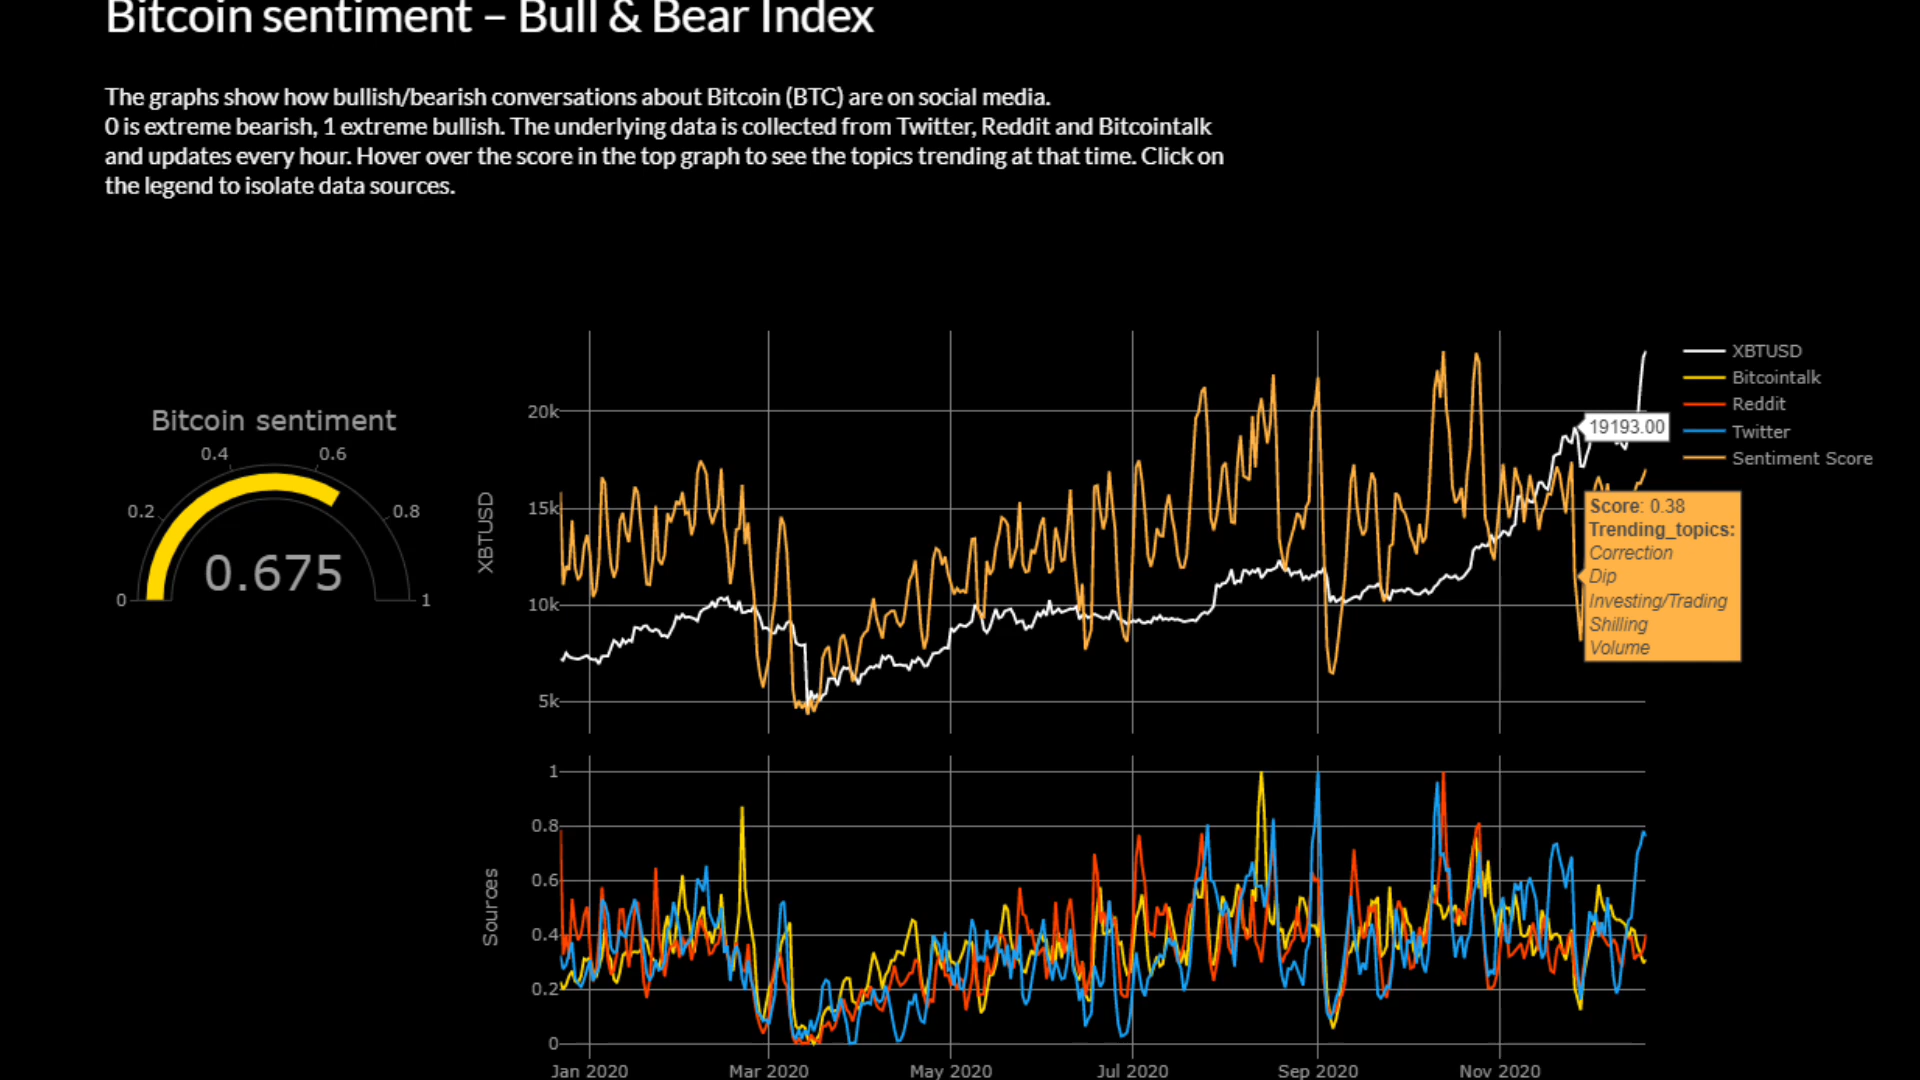 Bitcoin sentiment – Bull & Bear Index
The graphs show how bullish/bearish conversations about Bitcoin (BTC) are on social media.
0 is extreme bearish, 1 extreme bullish. The underlying data is collected from Twitter, Reddit and Bitcointalk
and updates every hour. Hover over the score in the top graph to see the topics trending at that time. Click on
the legend to isolate data sources.
Bitcoin sentiment
0
0.2
0.4
0.6
0.8
1
0.675
XBTUSD
20k
15k
10k
5k
XBTUSD
Bitcointalk
Reddit
Twitter
Sentiment Score
19193.00
Score: 0.38
Trending_topics:
Correction
Dip
Investing/Trading
Shilling
Volume
Sources
1
0.8
0.6
0.4
0.2
0
Jan 2020
Mar 2020
May 2020
Jul 2020
Sep 2020
Nov 2020